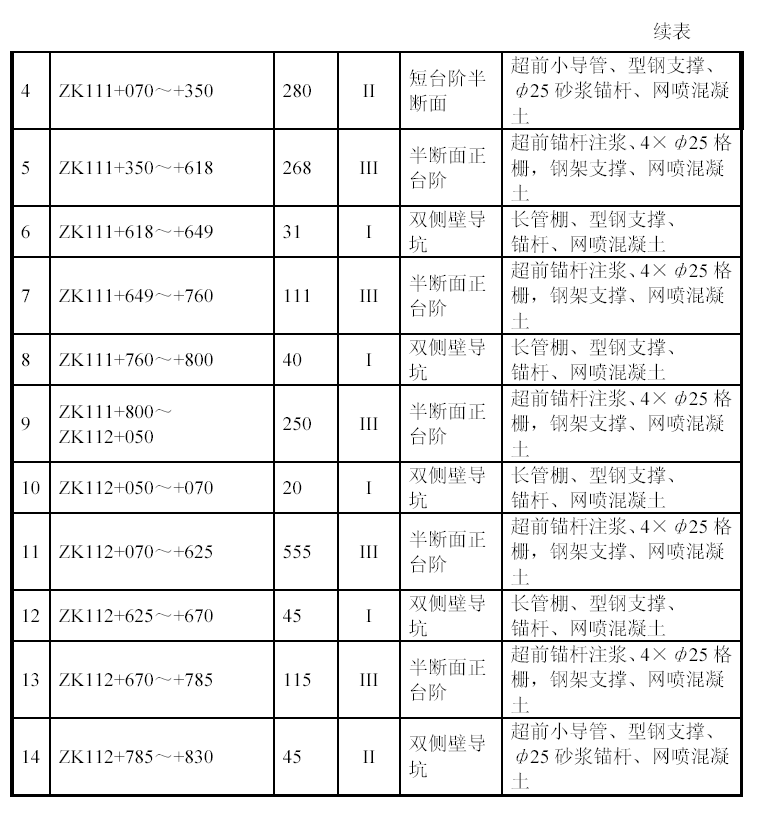 续表
4 ZK111+070～+350 280 II 短台阶半断面 超前小导管、型钢支撑、
φ25 砂浆锚杆、网喷混凝
土
5 ZK111+350～+618 268 III 半断面正台阶 超前锚杆注浆、4×φ25 格
栅，钢架支撑、网喷混凝
土
6 ZK111+618～+649 31 I 双侧壁导坑 长管棚、型钢支撑、
锚杆、网喷混凝土
7 ZK111+649～+760 111 III 半断面正台阶 超前锚杆注浆、4×φ25 格
栅，钢架支撑、网喷混凝
土
8 ZK111+760～+800 40 I 双侧壁导坑 长管棚、型钢支撑、
锚杆、网喷混凝土
9 ZK111+800～
ZK112+050 250 III 半断面正台阶 超前锚杆注浆、4×φ25 格
栅，钢架支撑、网喷混凝
土
10 ZK112+050～+070 20 I 双侧壁导坑 长管棚、型钢支撑、
锚杆、网喷混凝土
11 ZK112+070～+625 555 III 半断面正台阶 超前锚杆注浆、4×φ25 格
栅，钢架支撑、网喷混凝
土
12 ZK112+625～+670 45 I 双侧壁导坑 长管棚、型钢支撑、
锚杆、网喷混凝土
13 ZK112+670～+785 115 III 半断面正台阶 超前锚杆注浆、4×φ25 格
栅，钢架支撑、网喷混凝
土
14 ZK112+785～+830 45 II 双侧壁导坑 超前小导管、型钢支撑、
φ25 砂浆锚杆、网喷混凝
土